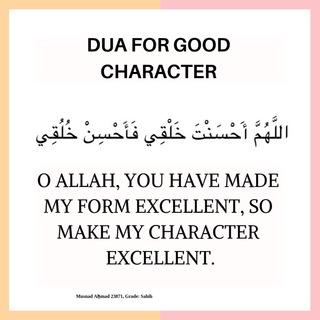 DUA FOR GOOD
CHARACTER
اللَّهُمَّ أَحْسَنْتَ خَلْقِي فَأَحْسِنْ خُلُقِي
O ALLAH, YOU HAVE MADE
MY FORM EXCELLENT, SO
MAKE MY CHARACTER
EXCELLENT.
Musnad Aḥmad 23871, Grade: Sahih